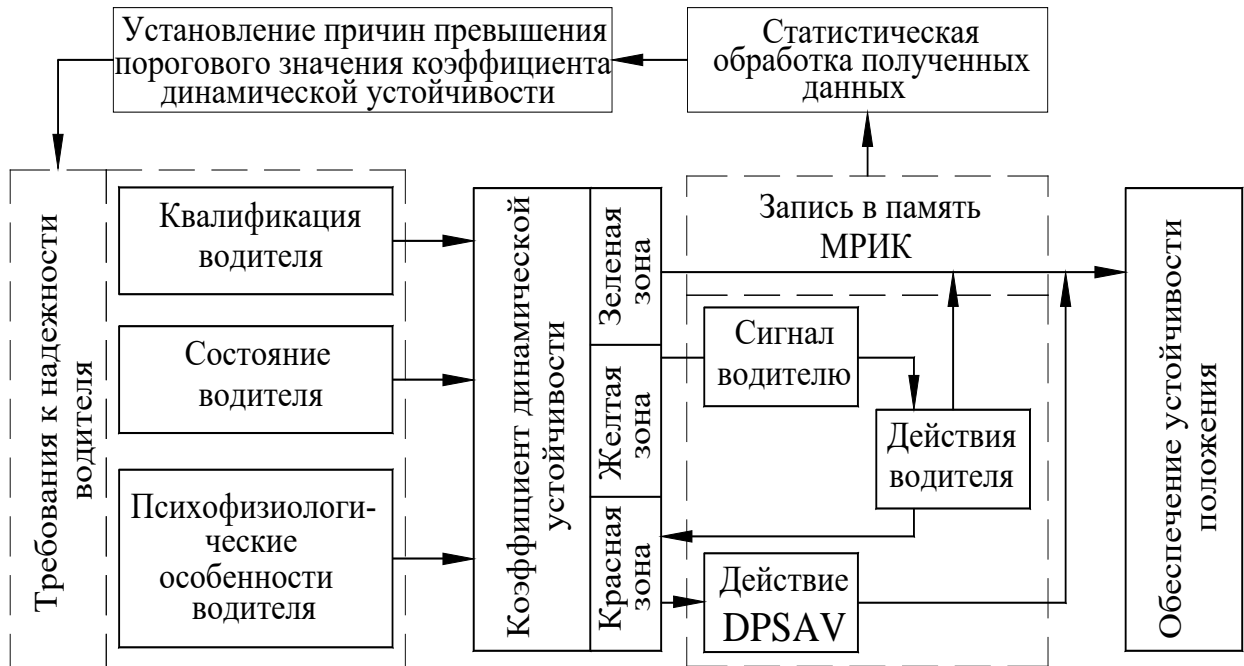 Установление причин превышения
порогового значения коэффициента
динамической устойчивости
Статистическая
обработка полученных
данных
Требования к надежности
водителя
Квалификация
водителя
Состояние
водителя
Психофизиологи-
ческие
особенности
водителя
Коэффициент динамической
устойчивости
Зеленая
зона
Желтая
зона
Красная
зона
Запись в память
МРИК
Сигнал
водителю
Действия
водителя
Действие
DPSAV
Обеспечение устойчивости
положения